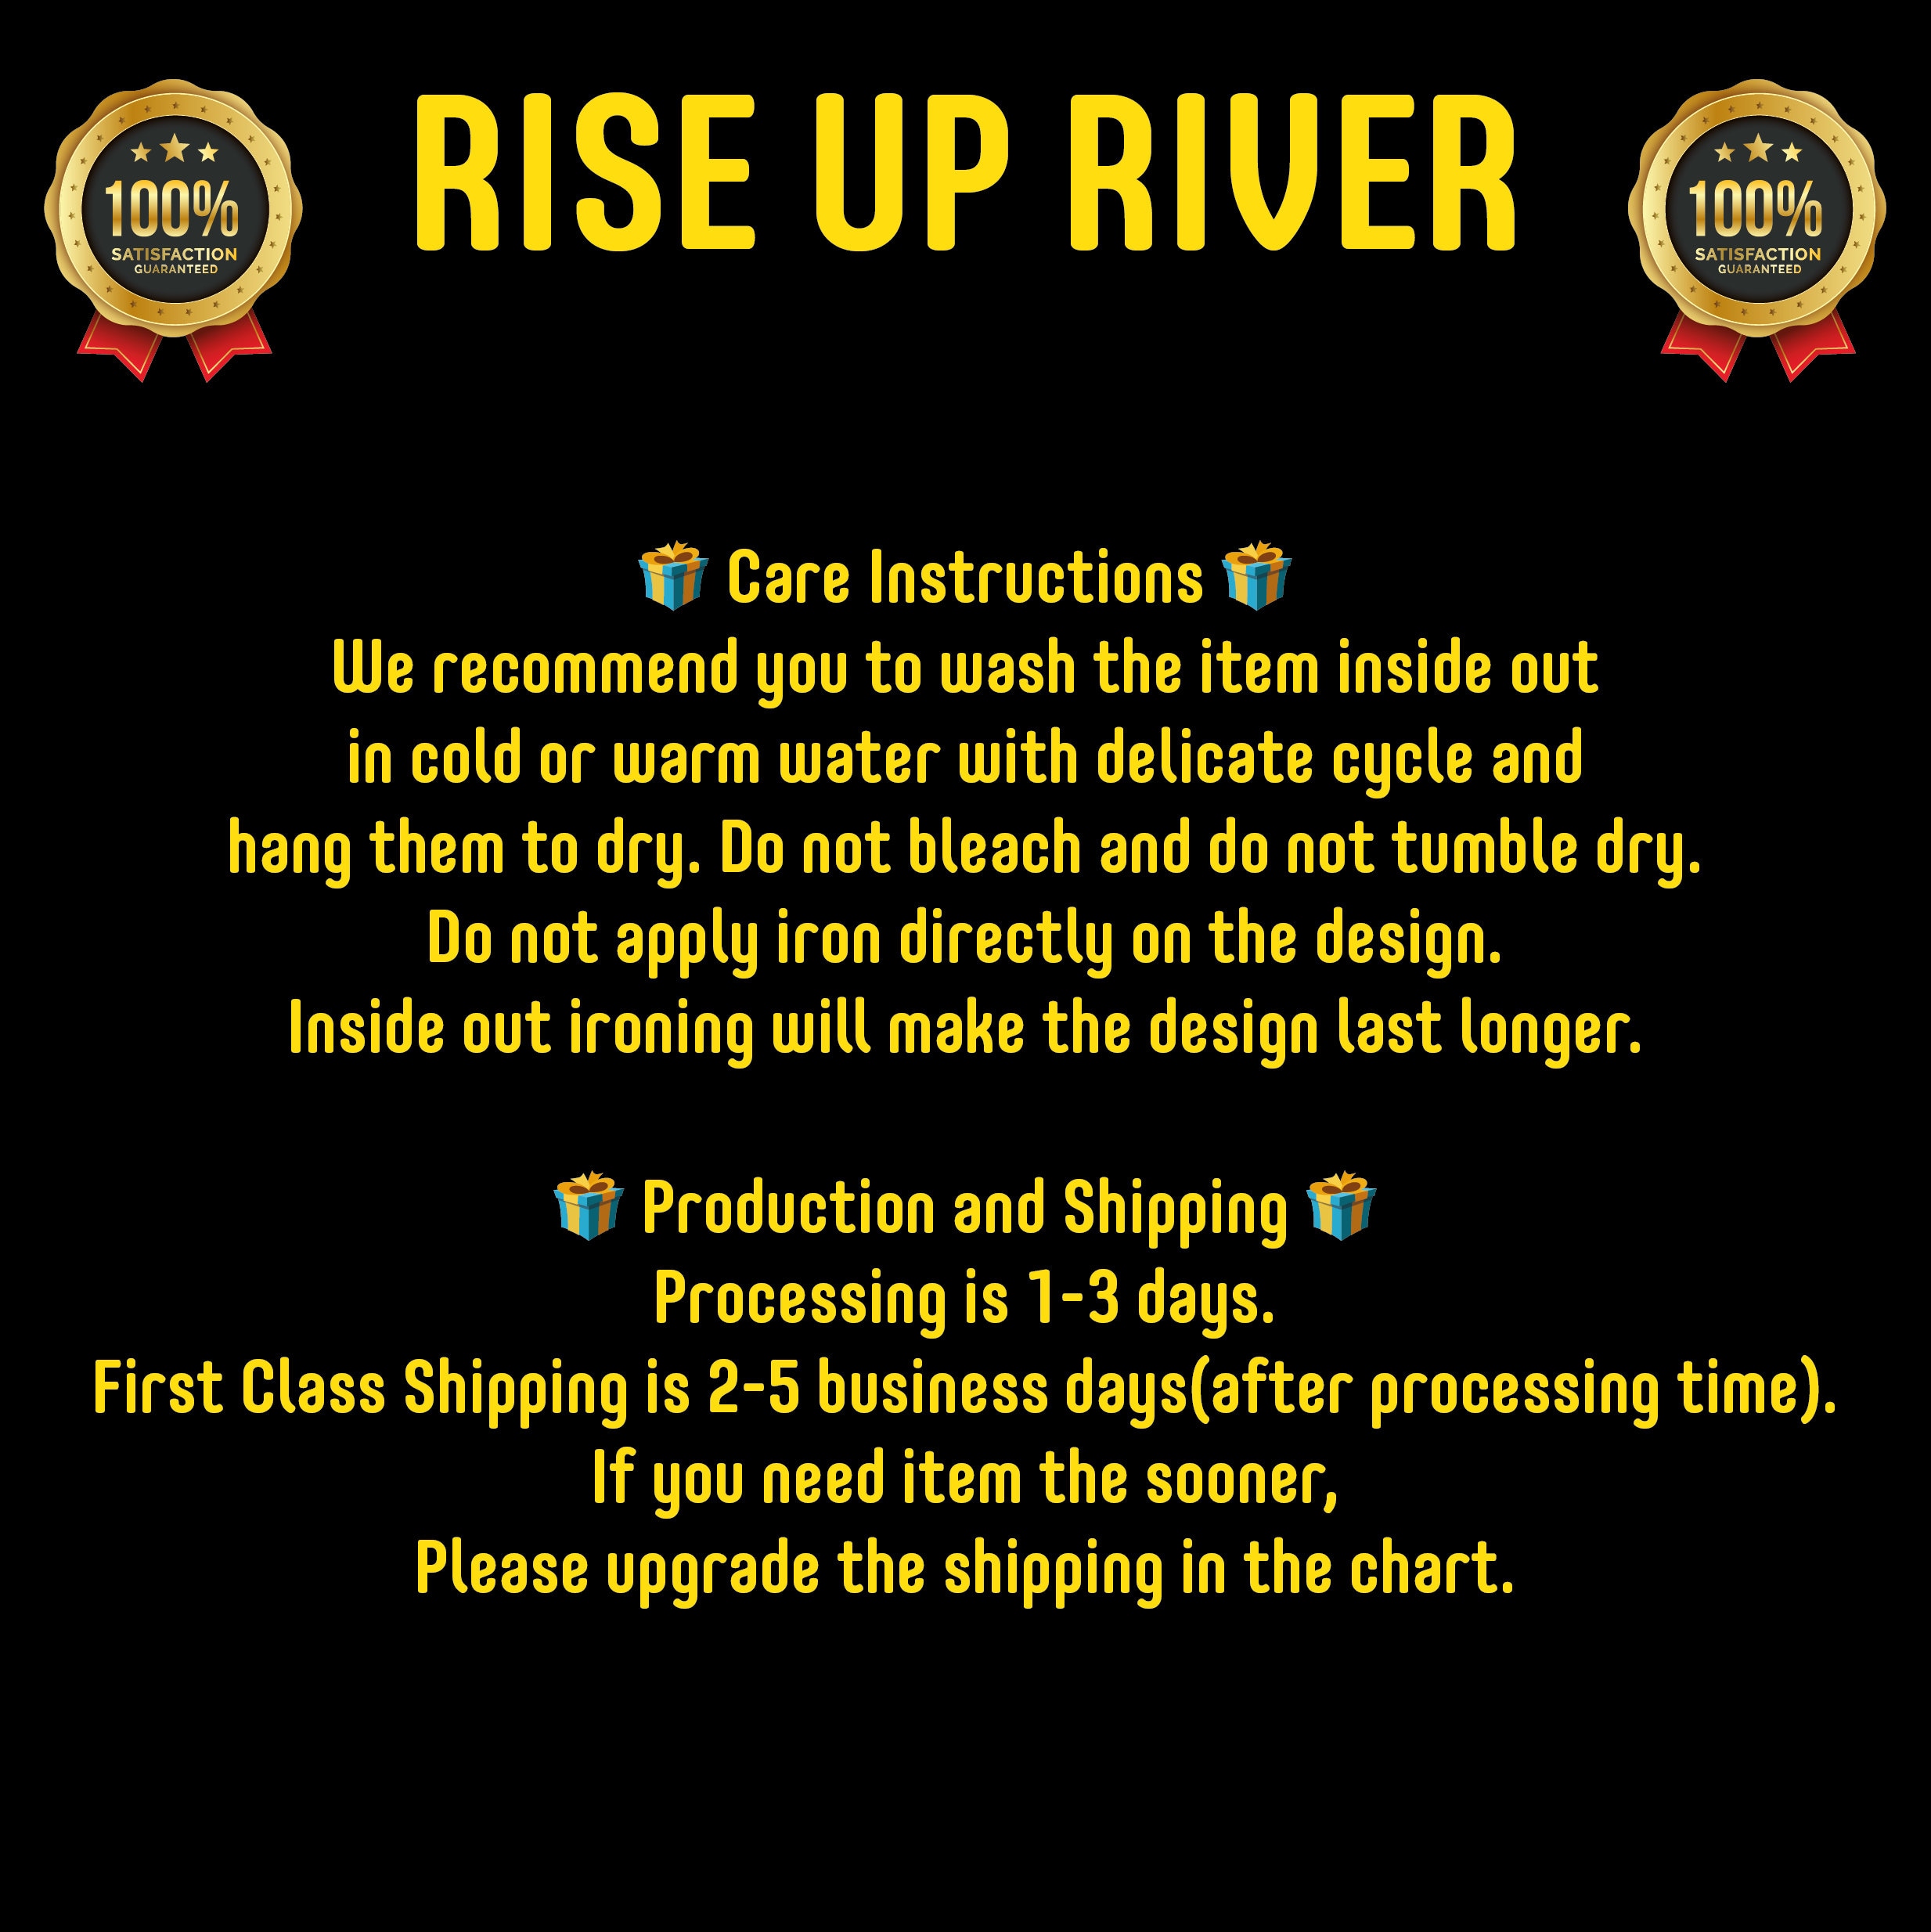 RISE UP RIVER
100%
SATISFACTION
GUARANTEED
100%
SATISFACTION
GUARANTEED
Care Instructions
We recommend you to wash the item inside out
in cold or warm water with delicate cycle and
hang them to dry. Do not bleach and do not tumble dry.
Do not apply iron directly on the design.
Inside out ironing will make the design last longer.
Production and Shipping
Processing is 1-3 days.
First Class Shipping is 2-5 business days(after processing time).
If you need item the sooner,
Please upgrade the shipping in the chart.